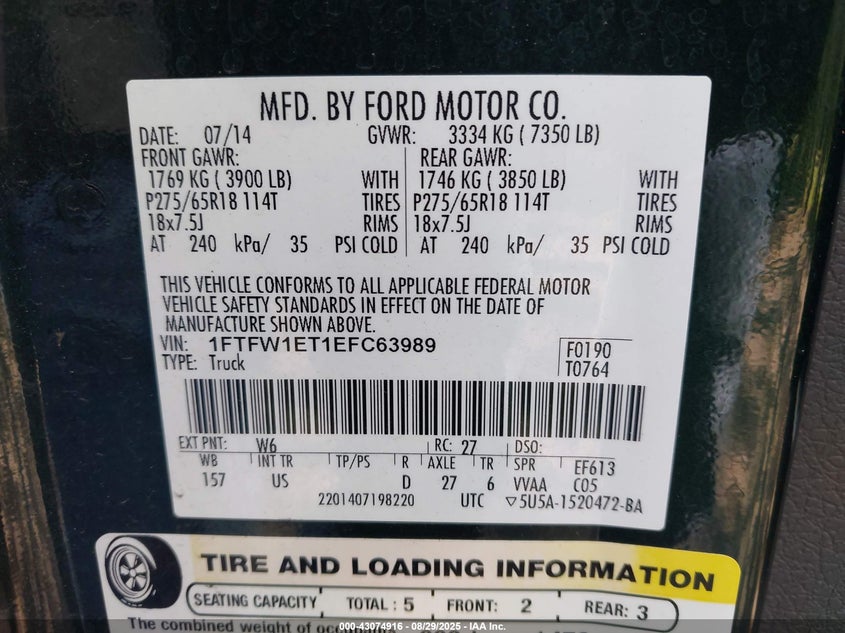 MFD. BY FORD MOTOR CO.
DATE: 07/14 GVWR: 3334 KG ( 7350 LB)
FRONT GAWR: REAR GAWR:
1769 KG ( 3900 LB) WITH 1746 KG ( 3850 LB) WITH
P275/65R18 114T TIRES P275/65R18 114T TIRES
18x7.5J RIMS 18x7.5J RIMS
AT 240 kPa/ 35 PSI COLD AT 240 kPa/ 35 PSI COLD
THIS VEHICLE CONFORMS TO ALL APPLICABLE FEDERAL MOTOR
VEHICLE SAFETY STANDARDS IN EFFECT ON THE DATE OF
MANUFACTURE SHOWN ABOVE.
VIN: 1FTFW1ET1EFC63989 F0190
TYPE: Truck T0764
EXT PNT: W6 RC: 27 DSO:
WB INT TR TP/PS R AXLE TR SPR EF613
157 US D 27 6 VVAA C05
2201407198220 UTC ▽5U5A-1520472-BA
TIRE AND LOADING INFORMATION
SEATING CAPACITY TOTAL : 5 FRONT: 2 REAR: 3
The combined weight of
000-43074916 - 08/29/2025 - IAA Inc.